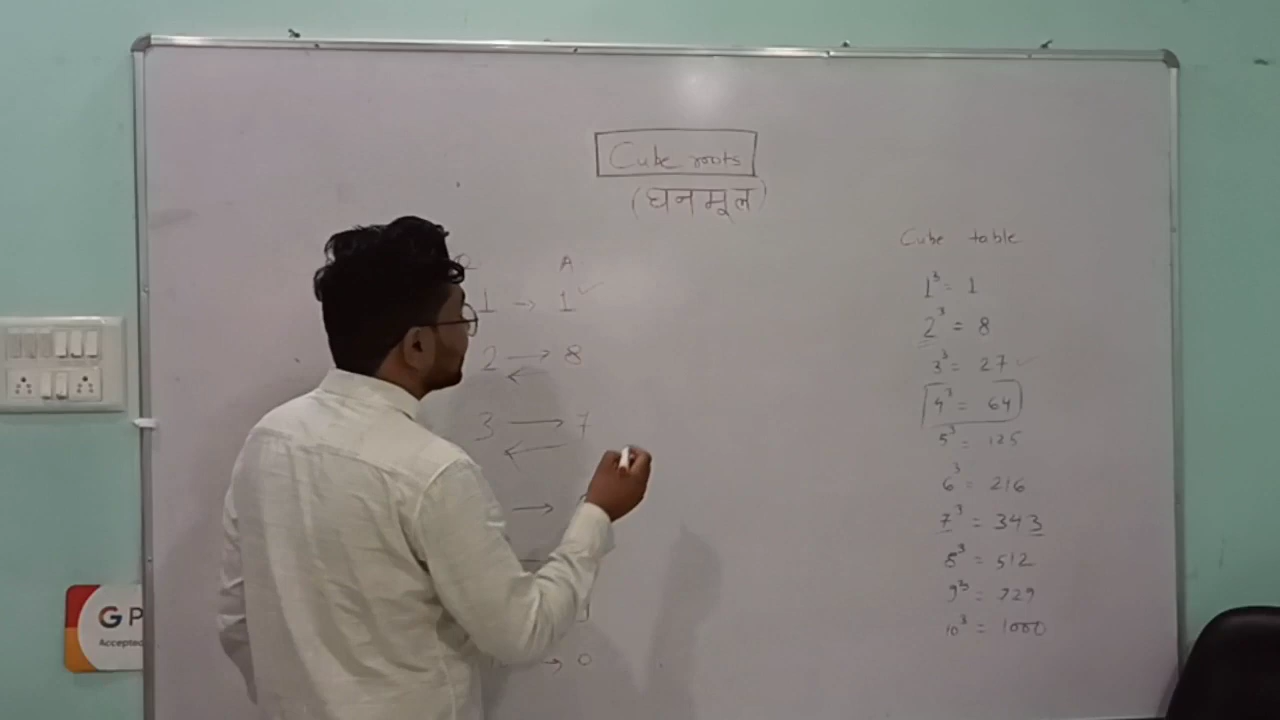 Cube roots
(घनमूल)
A
1 → 1 ✓
2 → 8
3 → 7
→
→ 0
Cube table
1³ = 1
2³ = 8
3³ = 27 ✓
4³ = 64
5³ = 125
6³ = 216
7³ = 343
8³ = 512
9³ = 729
10³ = 1000
G P
Accepted